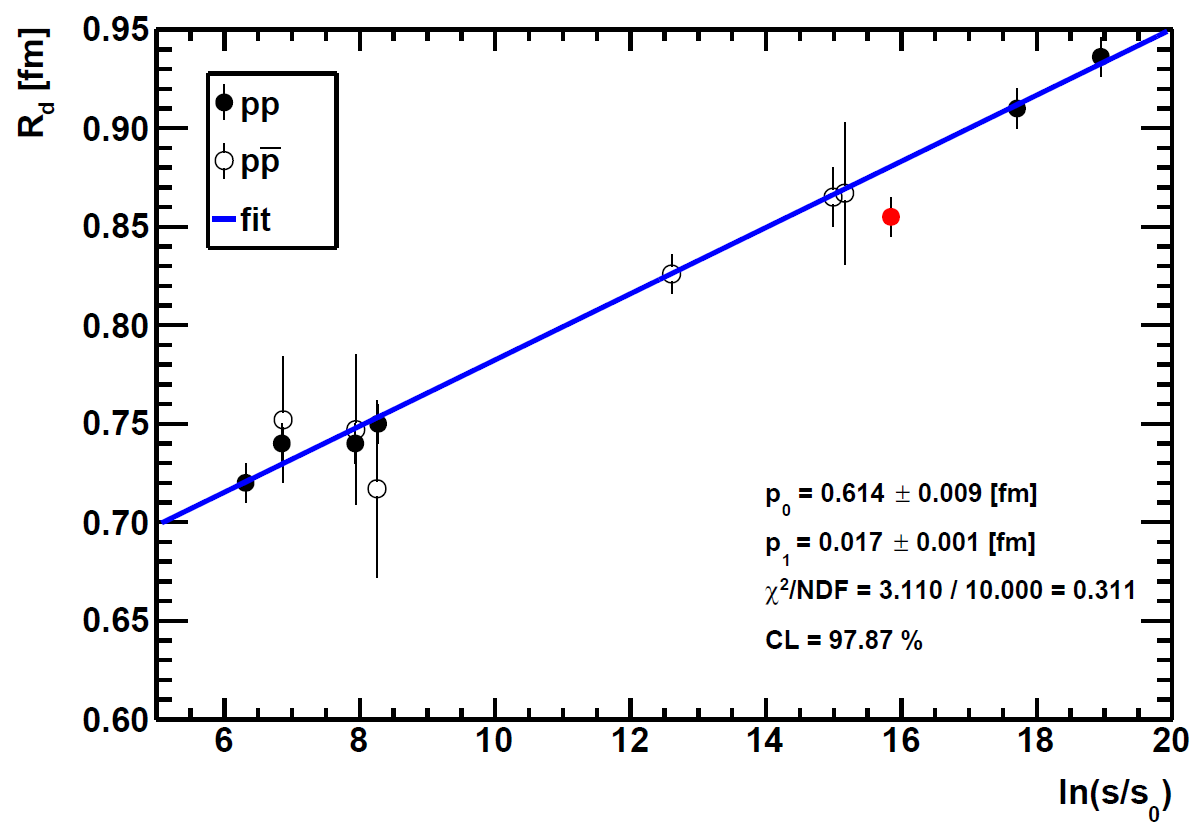 R_d [fm]
0.95
0.90
0.85
0.80
0.75
0.70
0.65
0.60
pp
pp̅
fit
p_0 = 0.614 ± 0.009 [fm]
p_1 = 0.017 ± 0.001 [fm]
χ²/NDF = 3.110 / 10.000 = 0.311
CL = 97.87 %
6 8 10 12 14 16 18 20
ln(s/s_0)